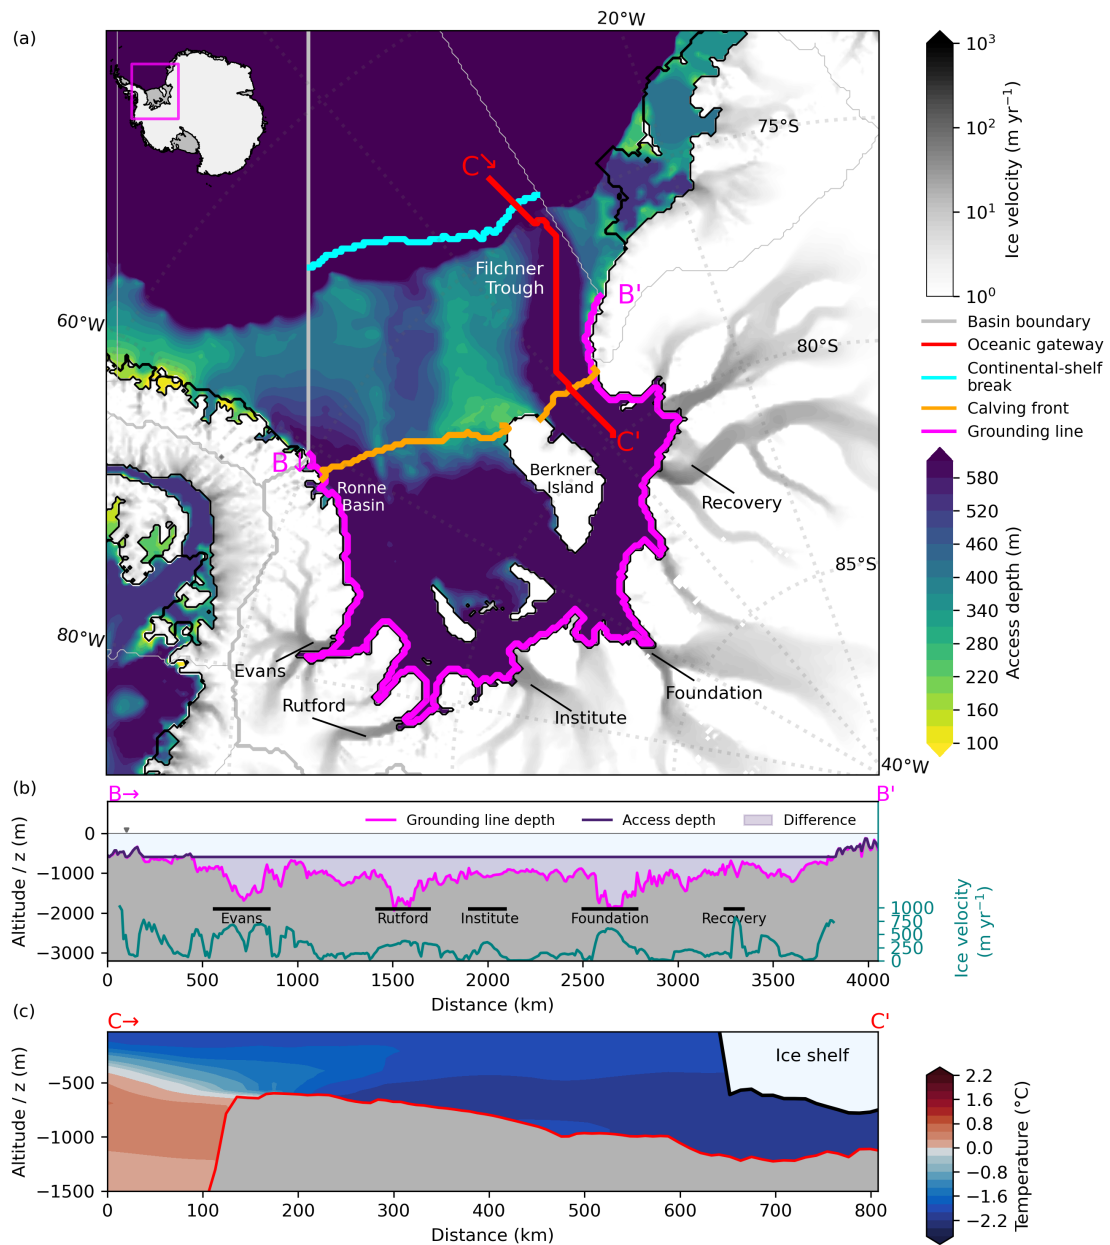 (a)
20°W
75°S
80°S
85°S
40°W
60°W
80°W
C
C'
B
B'
Filchner
Trough
Ronne
Basin
Berkner
Island
Recovery
Foundation
Institute
Rutford
Evans
10³
10²
10¹
10⁰
Ice velocity (m yr⁻¹)
Basin boundary
Oceanic gateway
Continental-shelf
break
Calving front
Grounding line
580
520
460
400
340
280
220
160
100
Access depth (m)
(b)
B→
B'
Grounding line depth
Access depth
Difference
0
−1000
−2000
−3000
Altitude / z (m)
Evans
Rutford
Institute
Foundation
Recovery
1000
750
500
250
0
Ice velocity
(m yr⁻¹)
0
500
1000
1500
2000
2500
3000
3500
4000
Distance (km)
(c)
C→
C'
Ice shelf
−500
−1000
−1500
Altitude / z (m)
0
100
200
300
400
500
600
700
800
Distance (km)
2.2
1.6
0.8
0.0
−0.8
−1.6
−2.2
Temperature (°C)